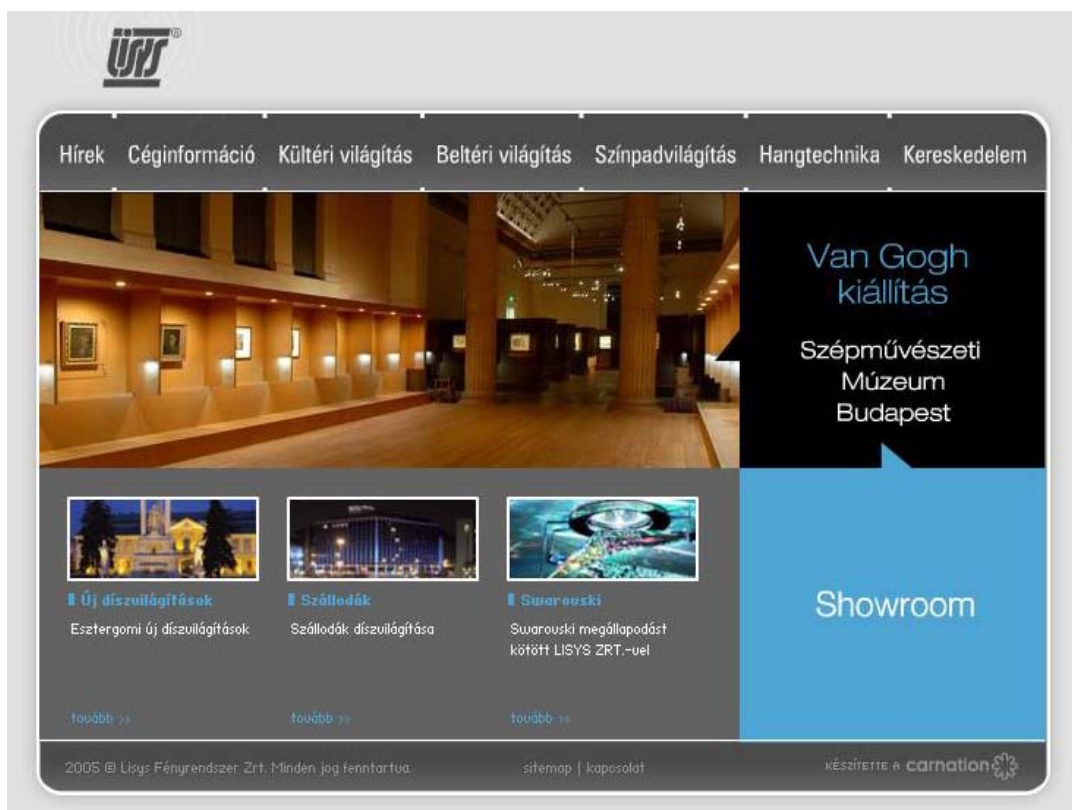 LISYS®
Hírek Céginformáció Kültéri világítás Beltéri világítás Színpadvilágítás Hangtechnika Kereskedelem
Van Gogh
kiállítás
Szépművészeti
Múzeum
Budapest
Új díszvilágítások
Esztergomi új díszvilágítások
tovább >>
Szállodák
Szállodák díszvilágítása
tovább >>
Swarovski
Swarovski megállapodást
kötött LISYS ZRT.-vel
tovább >>
Showroom
2005 © Lisys Fényrendszer Zrt. Minden jog fenntartva.
sitemap | kapcsolat
KÉSZÍTETTE A carnation